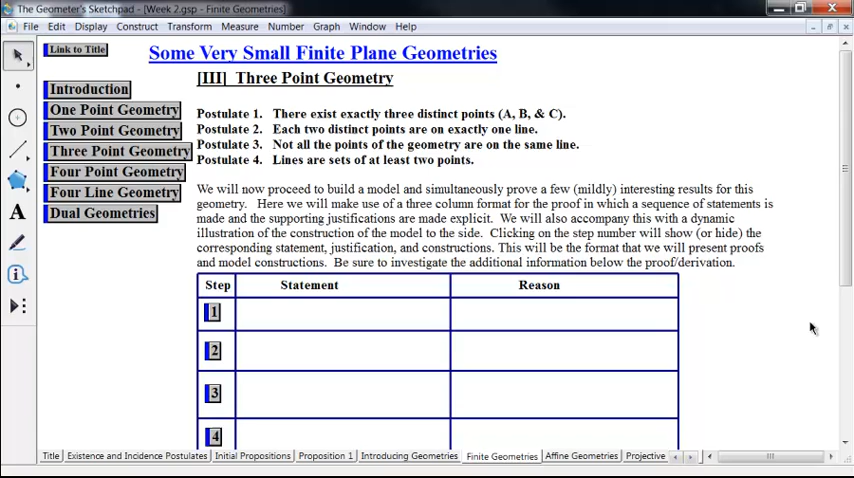 The Geometer's Sketchpad - [Week 2.gsp - Finite Geometries]
File Edit Display Construct Transform Measure Number Graph Window Help
Link to Title
Some Very Small Finite Plane Geometries
[III] Three Point Geometry
Introduction
One Point Geometry
Two Point Geometry
Three Point Geometry
Four Point Geometry
Four Line Geometry
Dual Geometries
Postulate 1. There exist exactly three distinct points (A, B, & C).
Postulate 2. Each two distinct points are on exactly one line.
Postulate 3. Not all the points of the geometry are on the same line.
Postulate 4. Lines are sets of at least two points.
We will now proceed to build a model and simultaneously prove a few (mildly) interesting results for this
geometry. Here we will make use of a three column format for the proof in which a sequence of statements is
made and the supporting justifications are made explicit. We will also accompany this with a dynamic
illustration of the construction of the model to the side. Clicking on the step number will show (or hide) the
corresponding statement, justification, and constructions. This will be the format that we will present proofs
and model constructions. Be sure to investigate the additional information below the proof/derivation.
Step Statement Reason
1
2
3
4
A
Title Existence and Incidence Postulates Initial Propositions Proposition 1 Introducing Geometries Finite Geometries Affine Geometries Projective